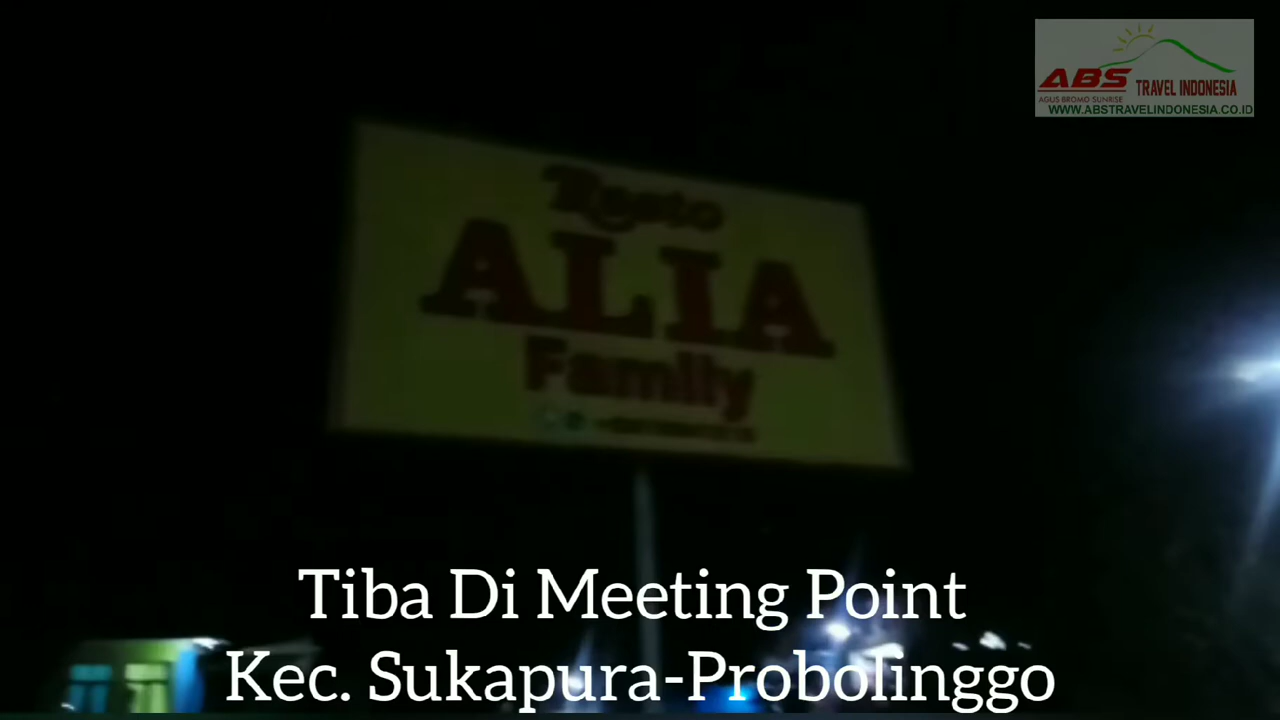 ABS TRAVEL INDONESIA
AGUS BROMO SUNRISE
WWW.ABSTRAVELINDONESIA.CO.ID
Resto
ALIA
Family
Tiba Di Meeting Point
Kec. Sukapura-Probolinggo